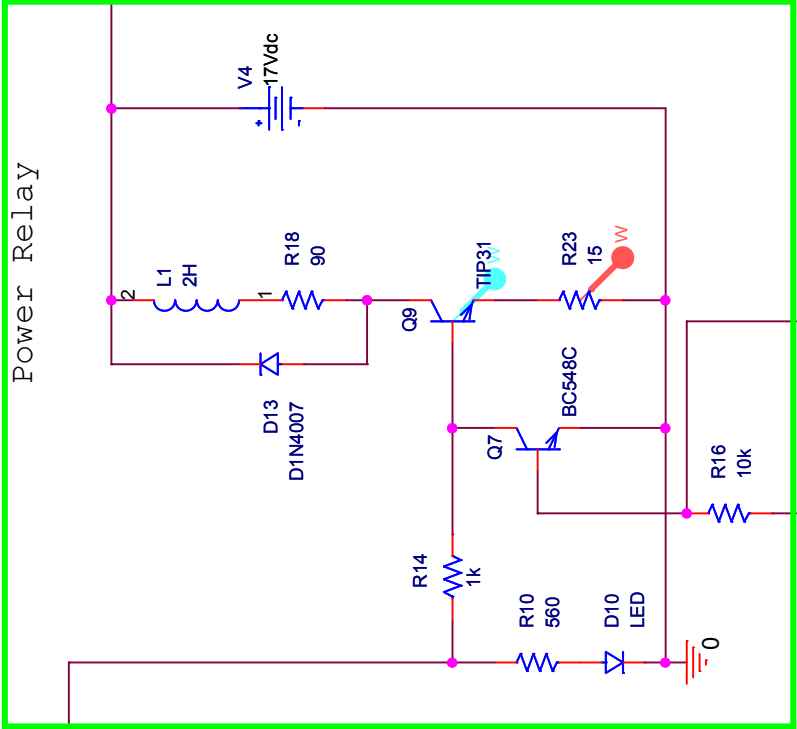 Power Relay
V4
17Vdc
+
-
L1
2H
2
1
R18
90
Q9
TIP31
W
R23
15
W
D13
D1N4007
Q7
BC548C
R16
10k
R14
1k
R10
560
D10
LED
0